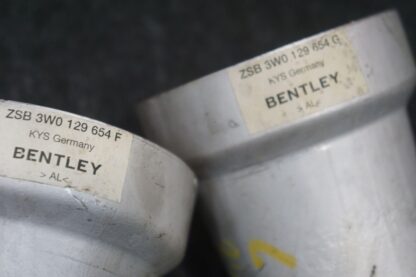 ZSB 3W0 129 654 F
KYS Germany
BENTLEY
> AL <
ZSB 3W0 129 654 G
KYS Germany
BENTLEY
> AL <